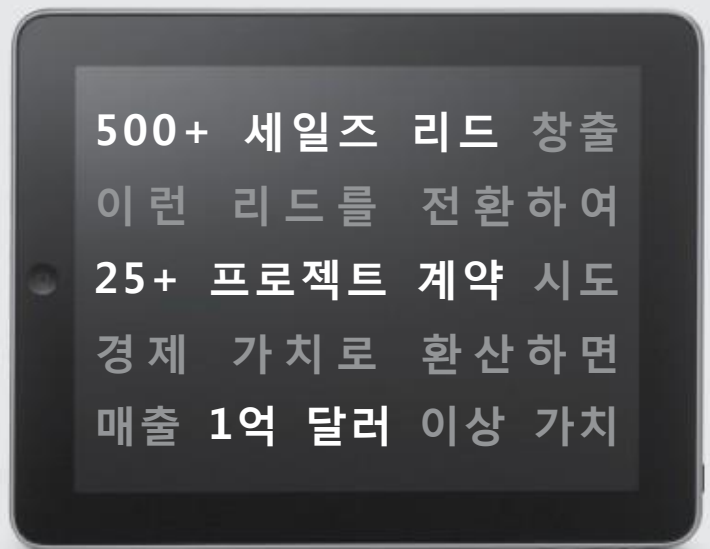 500+ 세일즈 리드 창출
이런 리드를 전환하여
25+ 프로젝트 계약 시도
경제 가치로 환산하면
매출 1억 달러 이상 가치